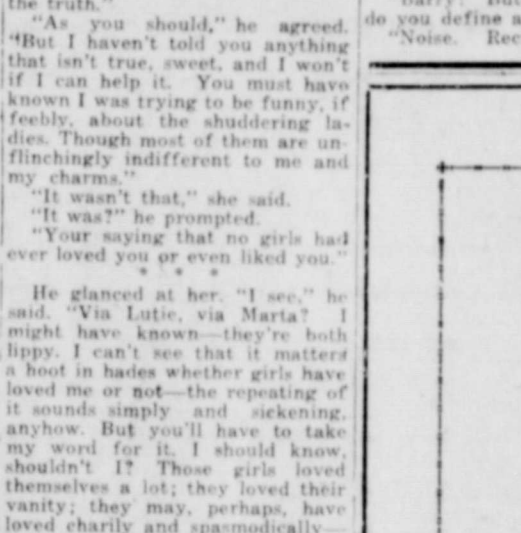 the truth."
"As you should," he agreed.
"But I haven't told you anything
that isn't true, sweet, and I won't
if I can help it. You must have
known I was trying to be funny, if
feebly, about the shuddering la-
dies. Though most of them are un-
flinchingly indifferent to me and
my charms."
"It wasn't that," she said.
"It was?" he prompted.
"Your saying that no girls had
ever loved you or even liked you."
* * *
He glanced at her. "I see," he
said. "Via Lutie, via Marta? I
might have known—they're both
lippy. I can't see that it matters
a hoot in hades whether girls have
loved me or not—the repeating of
it sounds simply and sickening,
anyhow. But you'll have to take
my word for it. I should know,
shouldn't I? Those girls loved
themselves a lot; they loved their
vanity; they may, perhaps, have
loved charily and spasmodically—
Barry? But
do you define a
"Noise. Rec